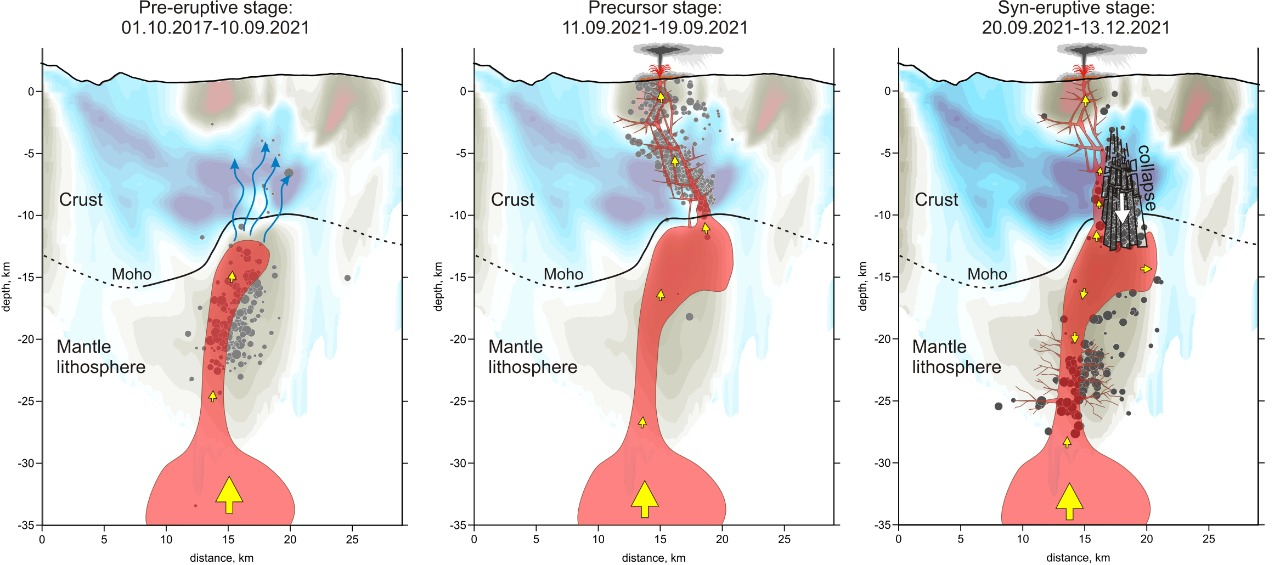 Pre-eruptive stage:
01.10.2017-10.09.2021
0
-5
-10
-15
-20
-25
-30
-35
depth, km
Crust
Moho
Mantle
lithosphere
0
5
10
15
20
25
distance, km
Precursor stage:
11.09.2021-19.09.2021
0
-5
-10
-15
-20
-25
-30
-35
depth, km
Crust
Moho
Mantle
lithosphere
0
5
10
15
20
25
distance, km
Syn-eruptive stage:
20.09.2021-13.12.2021
0
-5
-10
-15
-20
-25
-30
-35
depth, km
collapse
Crust
Moho
Mantle
lithosphere
0
5
10
15
20
25
distance, km